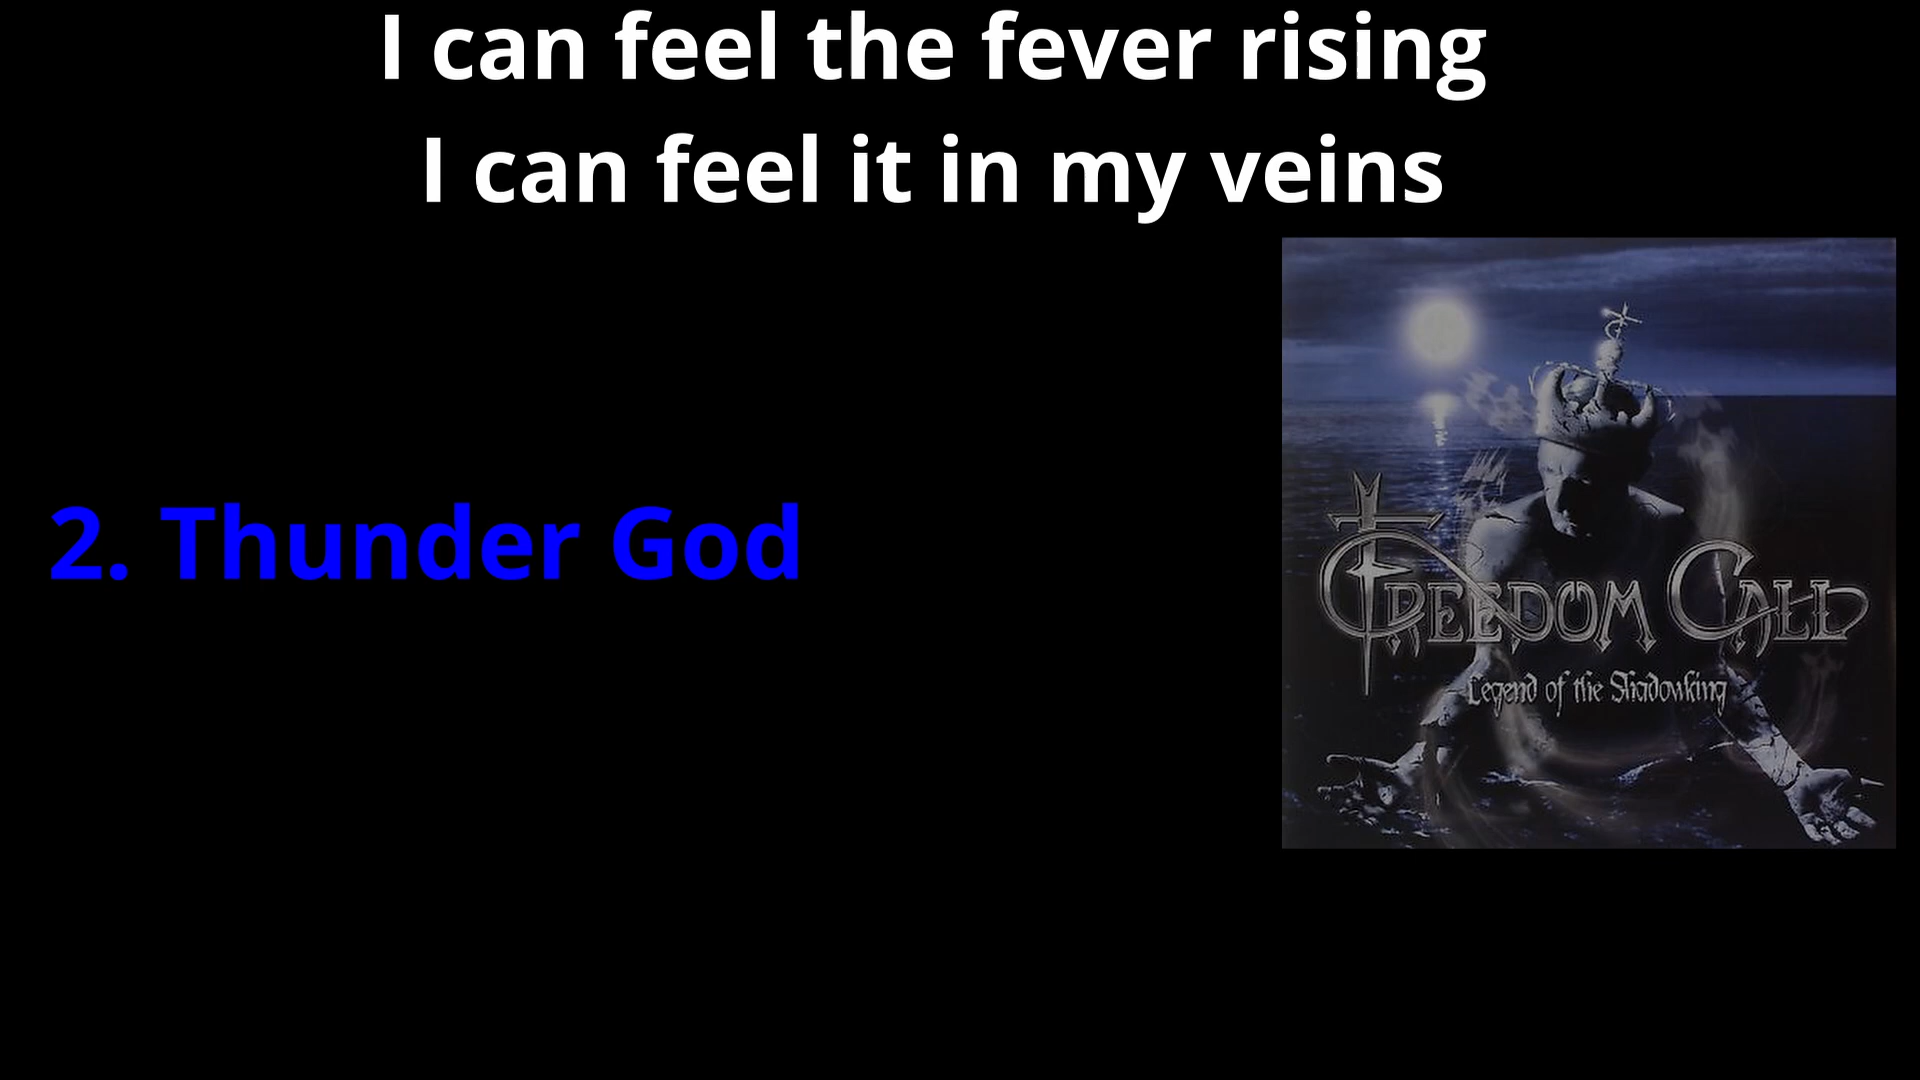 I can feel the fever rising
I can feel it in my veins
2. Thunder God
FREEDOM CALL
Legend of the Shadowking